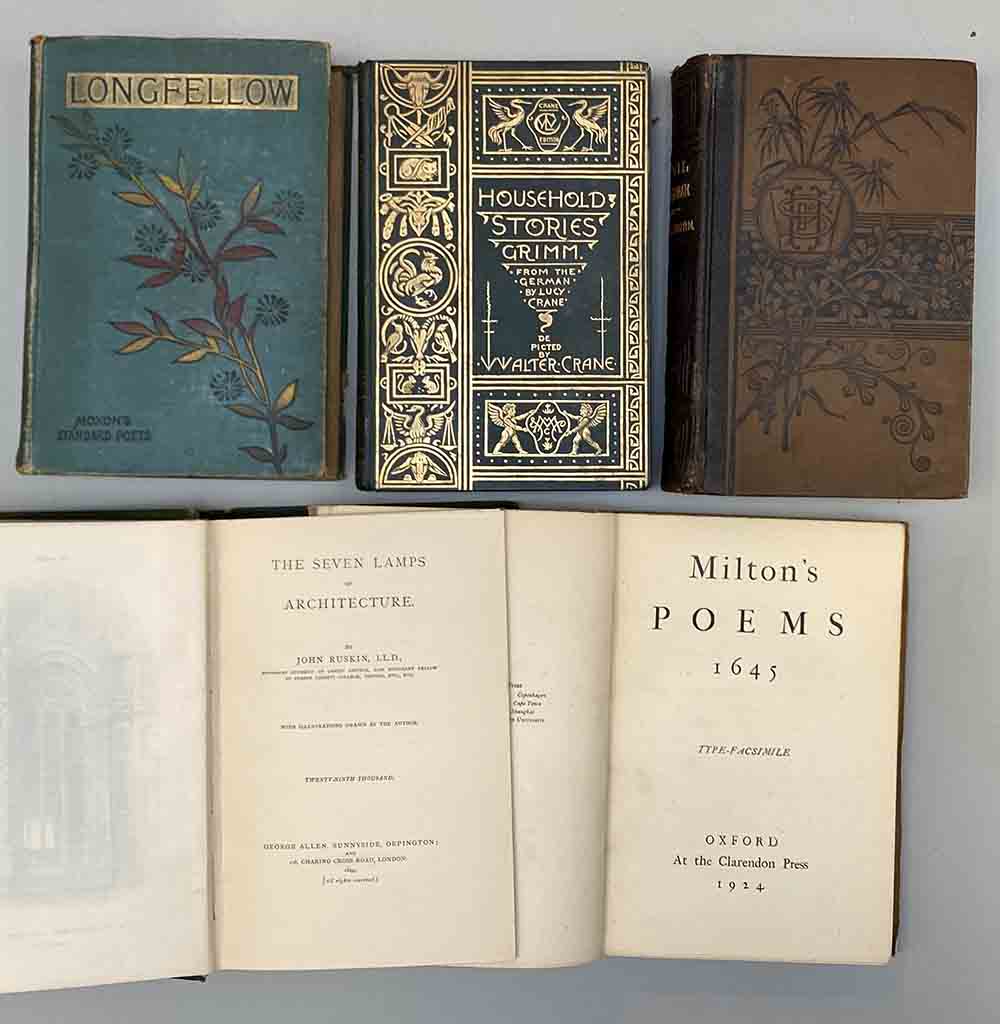 LONGFELLOW
MOXON'S
STANDARD POETS
CRANE
EDITION
HOUSEHOLD
STORIES
GRIMM.
FROM THE
GERMAN
BY LUCY
CRANE
DE
PICTED
BY
WALTER·CRANE
THE SEVEN LAMPS
OF
ARCHITECTURE.
BY
JOHN RUSKIN, LL.D.,
WITH ILLUSTRATIONS DRAWN BY THE AUTHOR.
TWENTY-NINTH THOUSAND.
GEORGE ALLEN, SUNNYSIDE, ORPINGTON;
AND
CHARING CROSS ROAD, LONDON.
[All rights reserved.]
Press
Copenhagen
Cape Town
Shanghai
University
Milton's
POEMS
1645
TYPE-FACSIMILE
OXFORD
At the Clarendon Press
1924